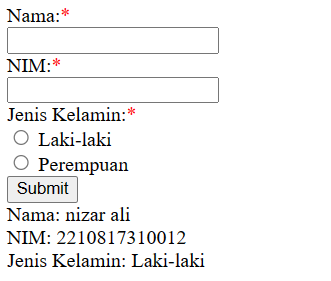 Nama:*
NIM:*
Jenis Kelamin:*
Laki-laki
Perempuan
Submit
Nama: nizar ali
NIM: 2210817310012
Jenis Kelamin: Laki-laki